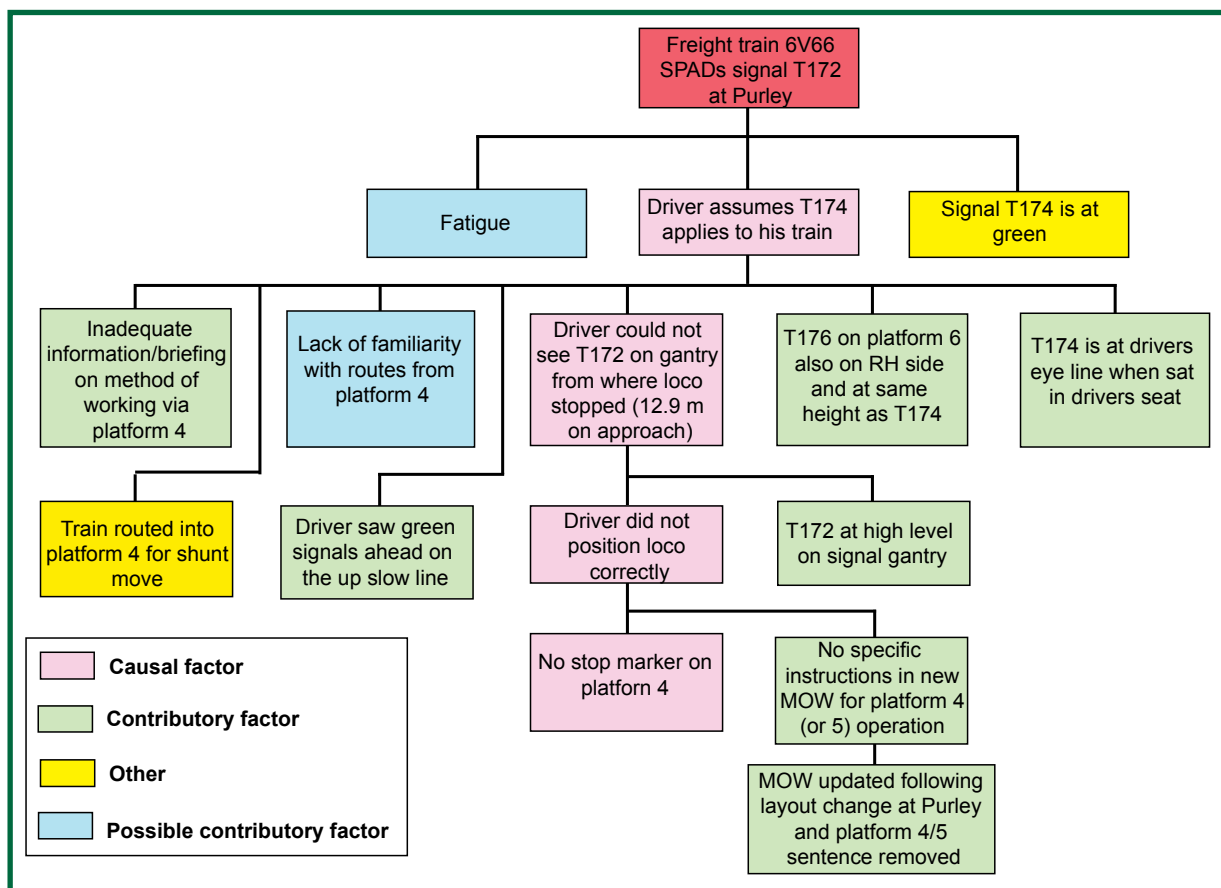 Freight train 6V66
SPADs signal T172
at Purley
Fatigue
Driver assumes T174
applies to his train
Signal T174 is at
green
Inadequate
information/briefing
on method of
working via
platform 4
Lack of familiarity
with routes from
platform 4
Driver could not
see T172 on gantry
from where loco
stopped (12.9 m
on approach)
T176 on platform 6
also on RH side
and at same
height as T174
T174 is at drivers
eye line when sat
in drivers seat
Train routed into
platform 4 for shunt
move
Driver saw green
signals ahead on
the up slow line
Driver did not
position loco
correctly
T172 at high level
on signal gantry
No stop marker on
platforn 4
No specific
instructions in new
MOW for platform 4
(or 5) operation
MOW updated following
layout change at Purley
and platform 4/5
sentence removed
Causal factor
Contributory factor
Other
Possible contributory factor